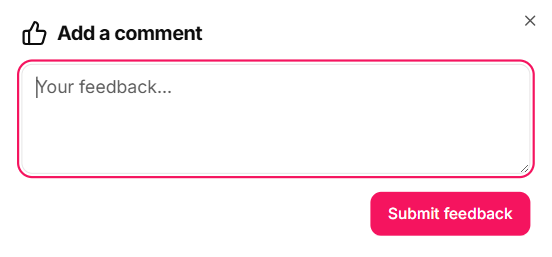 Add a comment
Your feedback...
Submit feedback